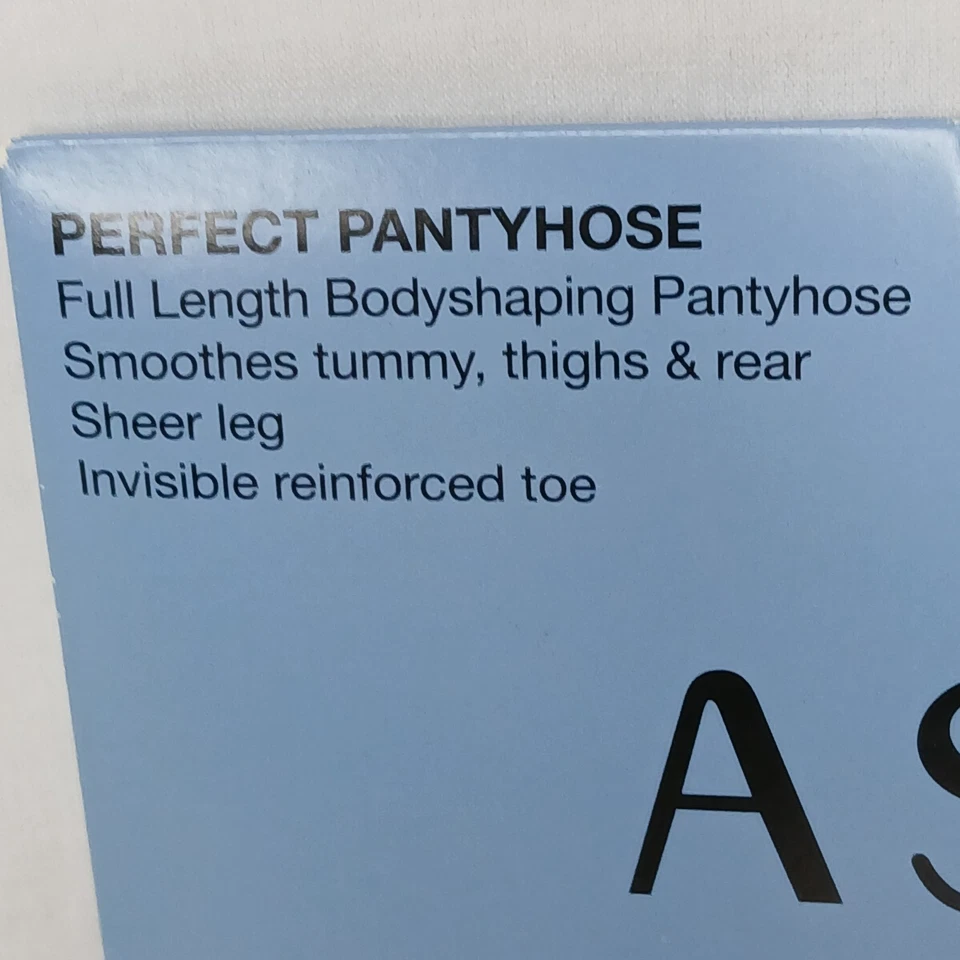 PERFECT PANTYHOSE
Full Length Bodyshaping Pantyhose
Smoothes tummy, thighs & rear
Sheer leg
Invisible reinforced toe
A S